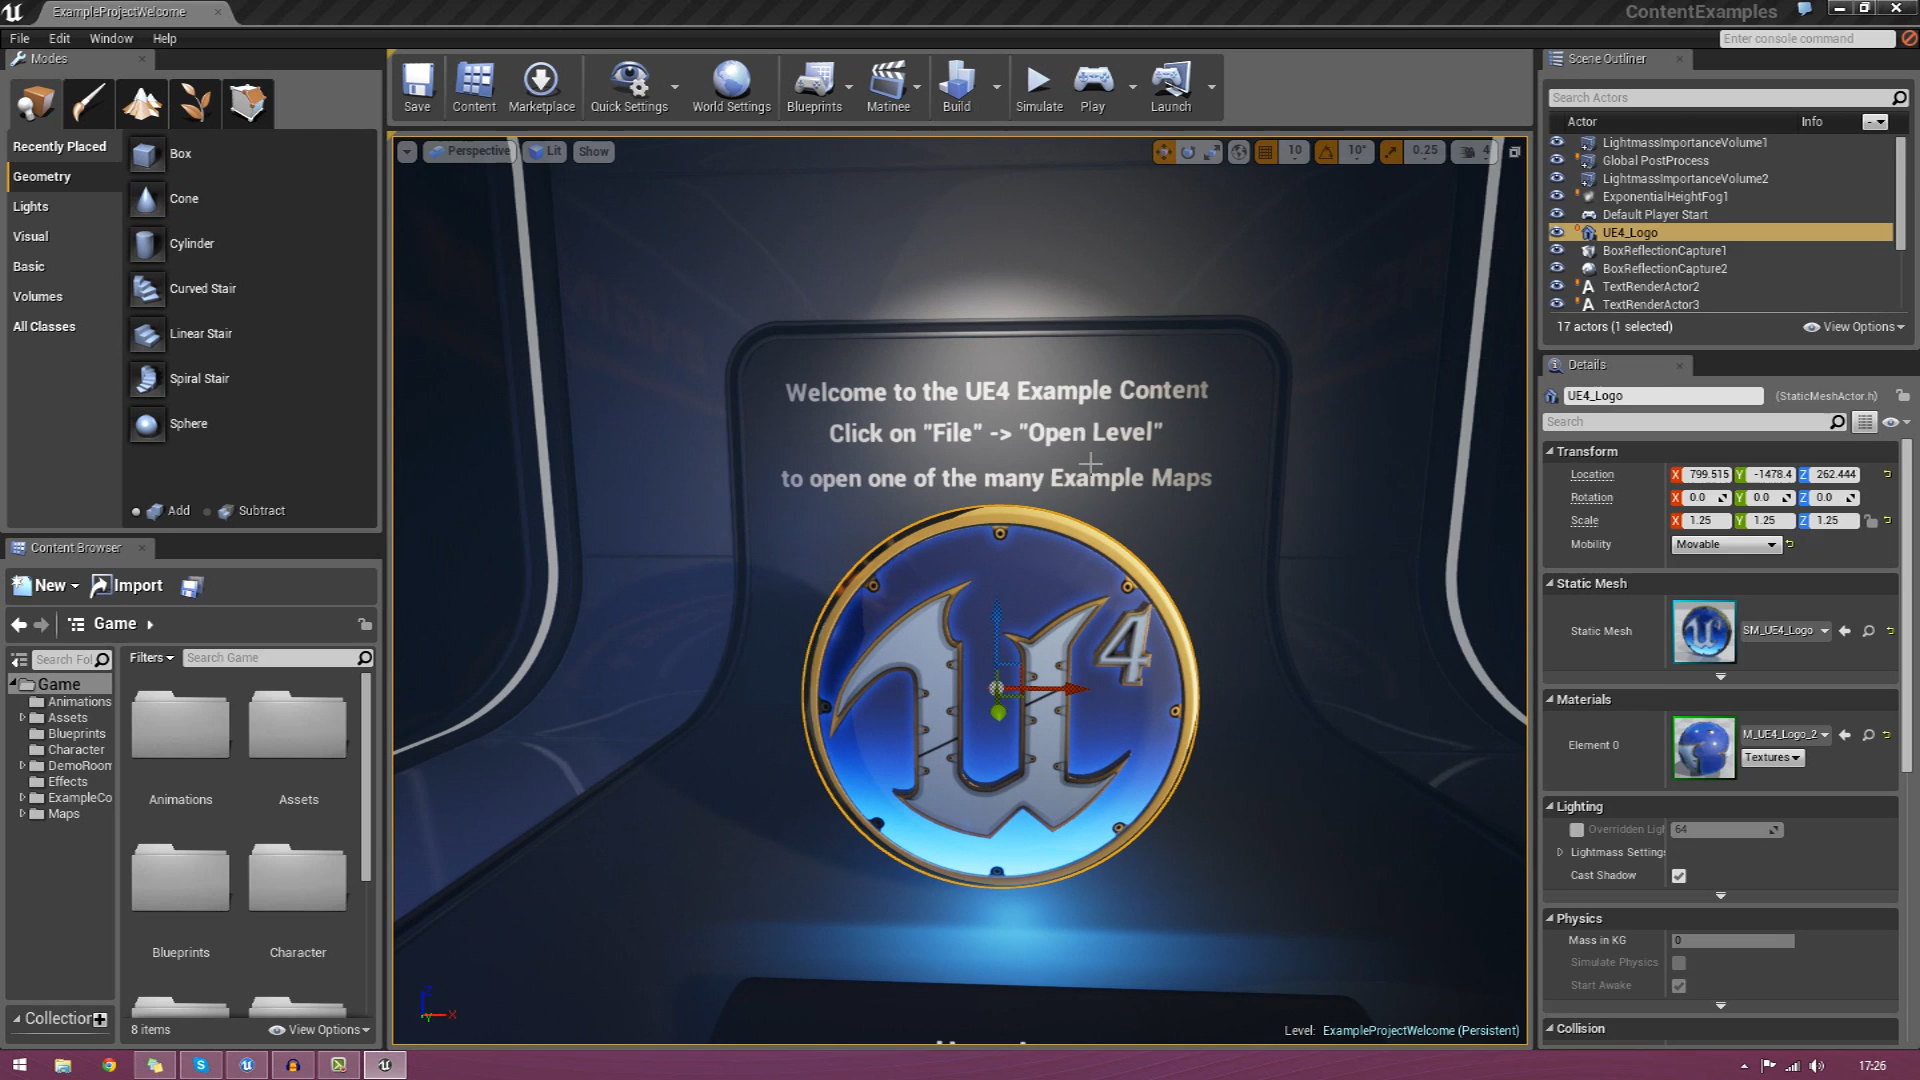 ExampleProjectWelcome
ContentExamples
File Edit Window Help
Enter console command
Modes
Save
Content
Marketplace
Quick Settings
World Settings
Blueprints
Matinee
Build
Simulate
Play
Launch
Recently Placed
Geometry
Lights
Visual
Basic
Volumes
All Classes
Box
Cone
Cylinder
Curved Stair
Linear Stair
Spiral Stair
Sphere
Add
Subtract
Perspective
Lit
Show
10
10°
0.25
4
Welcome to the UE4 Example Content
Click on "File" -> "Open Level"
to open one of the many Example Maps
4
Level: ExampleProjectWelcome (Persistent)
Content Browser
New
Import
Game
Search Fol
Filters
Search Game
Game
Animations
Assets
Blueprints
Character
DemoRoom
Effects
ExampleCo
Maps
Collection
Animations
Assets
Blueprints
Character
8 items
View Options
Scene Outliner
Search Actors
Actor
Info
LightmassImportanceVolume1
Global PostProcess
LightmassImportanceVolume2
ExponentialHeightFog1
Default Player Start
UE4_Logo
BoxReflectionCapture1
BoxReflectionCapture2
TextRenderActor2
TextRenderActor3
17 actors (1 selected)
View Options
Details
UE4_Logo
(StaticMeshActor.h)
Search
Transform
Location X 799.515 Y -1478.4 Z 262.444
Rotation X 0.0 Y 0.0 Z 0.0
Scale X 1.25 Y 1.25 Z 1.25
Mobility Movable
Static Mesh
Static Mesh SM_UE4_Logo
Materials
Element 0 M_UE4_Logo_2
Textures
Lighting
Overridden Ligh 64
Lightmass Settings
Cast Shadow
Physics
Mass in KG 0
Simulate Physics
Start Awake
Collision
17:26